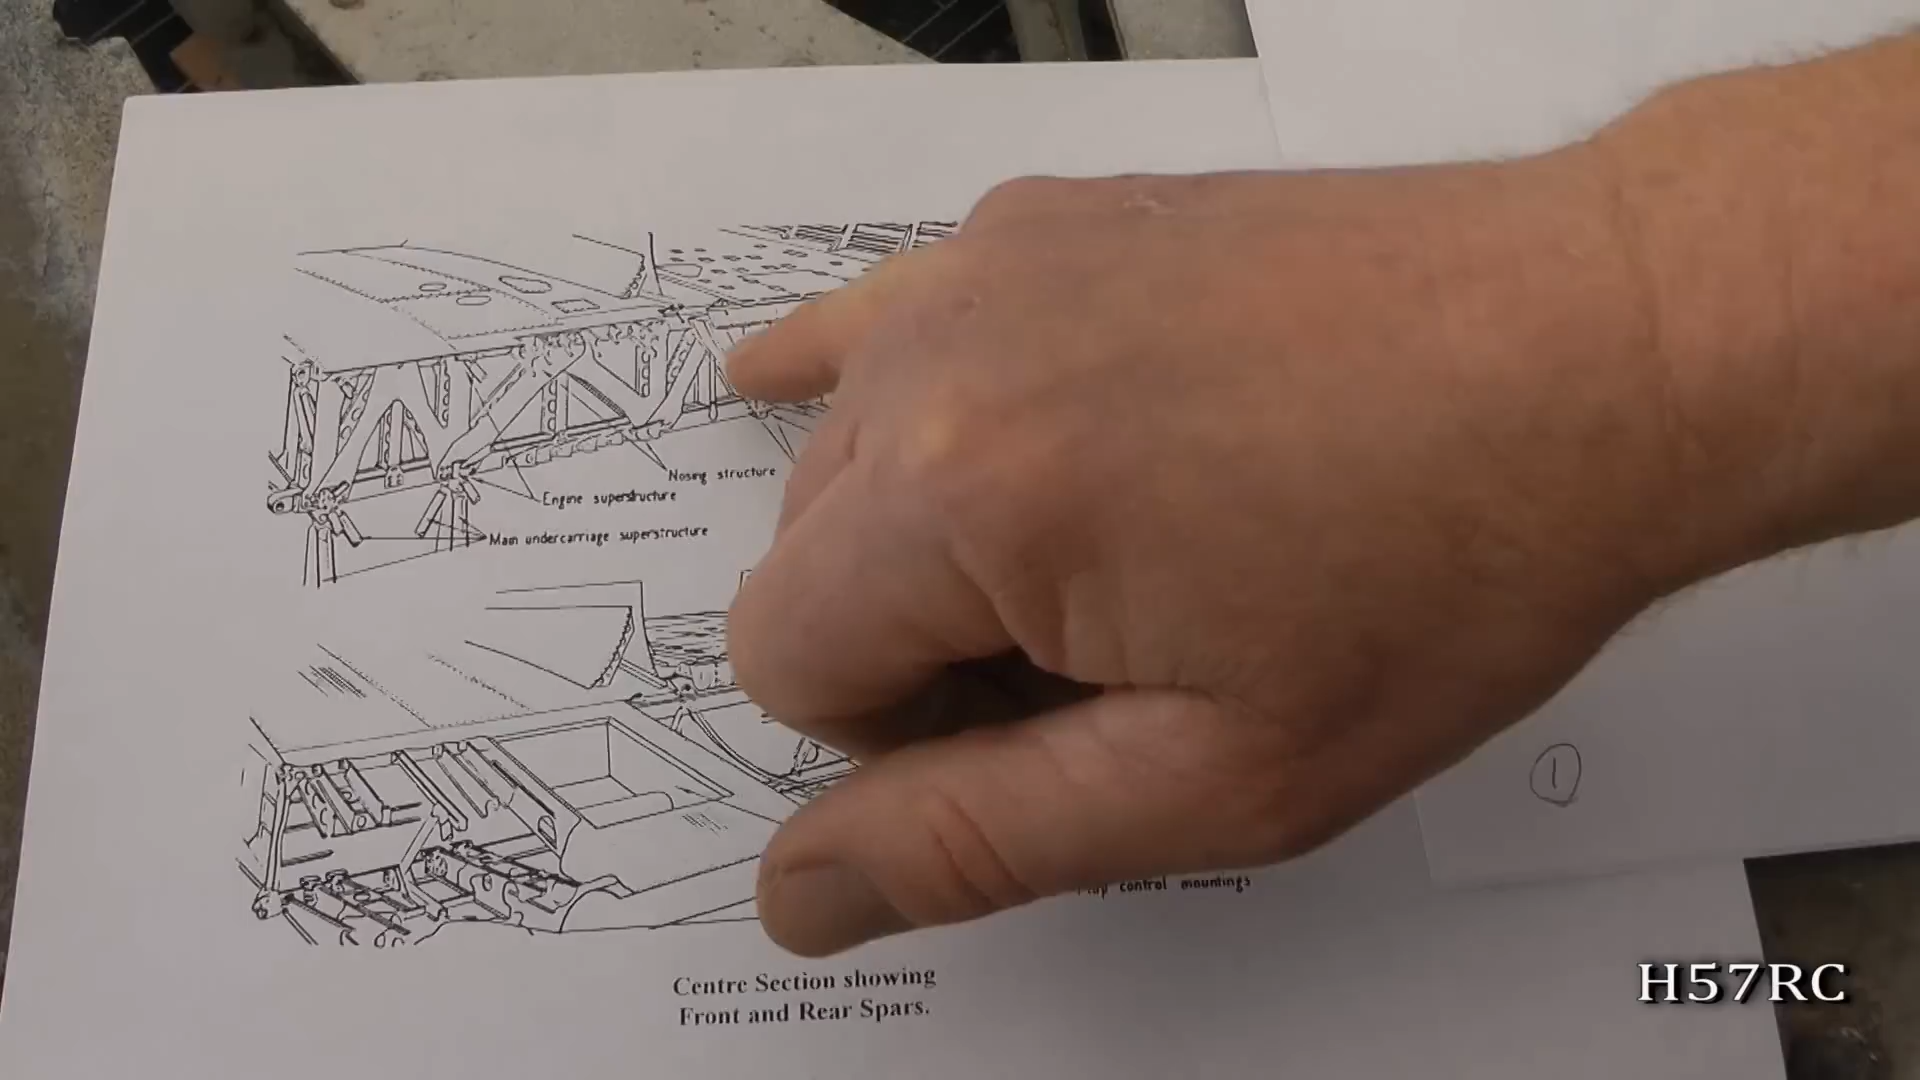 Nosing structure
Engine superstructure
Main undercarriage superstructure
1
control mountings
Centre Section showing
Front and Rear Spars.
H57RC